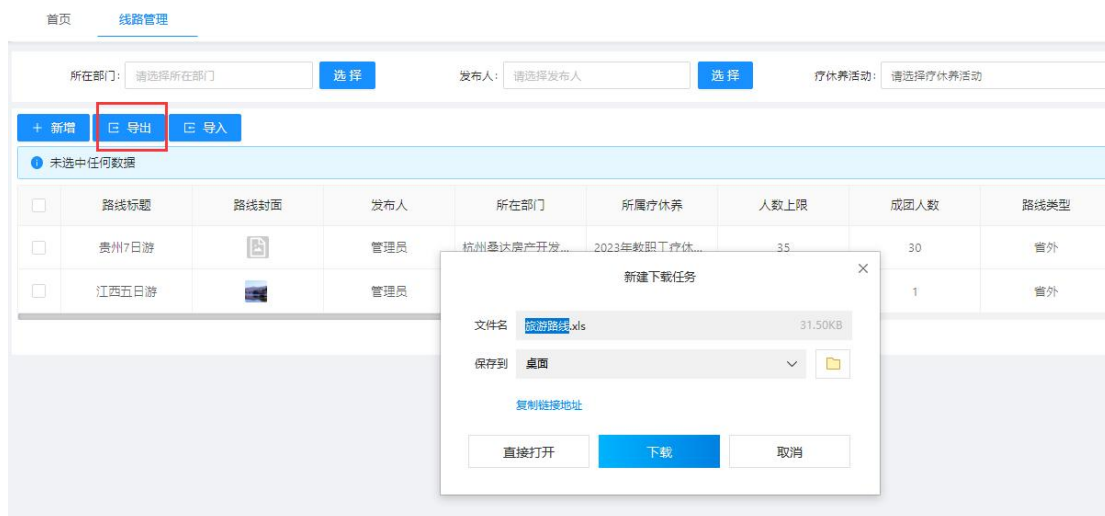 首页 线路管理
所在部门： 请选择所在部门 选择 发布人： 请选择发布人 选择 疗休养活动： 请选择疗休养活动
+ 新增 导出 导入
未选中任何数据
路线标题 路线封面 发布人 所在部门 所属疗休养 人数上限 成团人数 路线类型
贵州7日游 管理员 杭州桑达房产开发... 2023年教职工疗休... 35 30 省外
江西五日游 管理员 1 省外
新建下载任务
文件名 旅游路线.xls 31.50KB
保存到 桌面
复制链接地址
直接打开 下载 取消